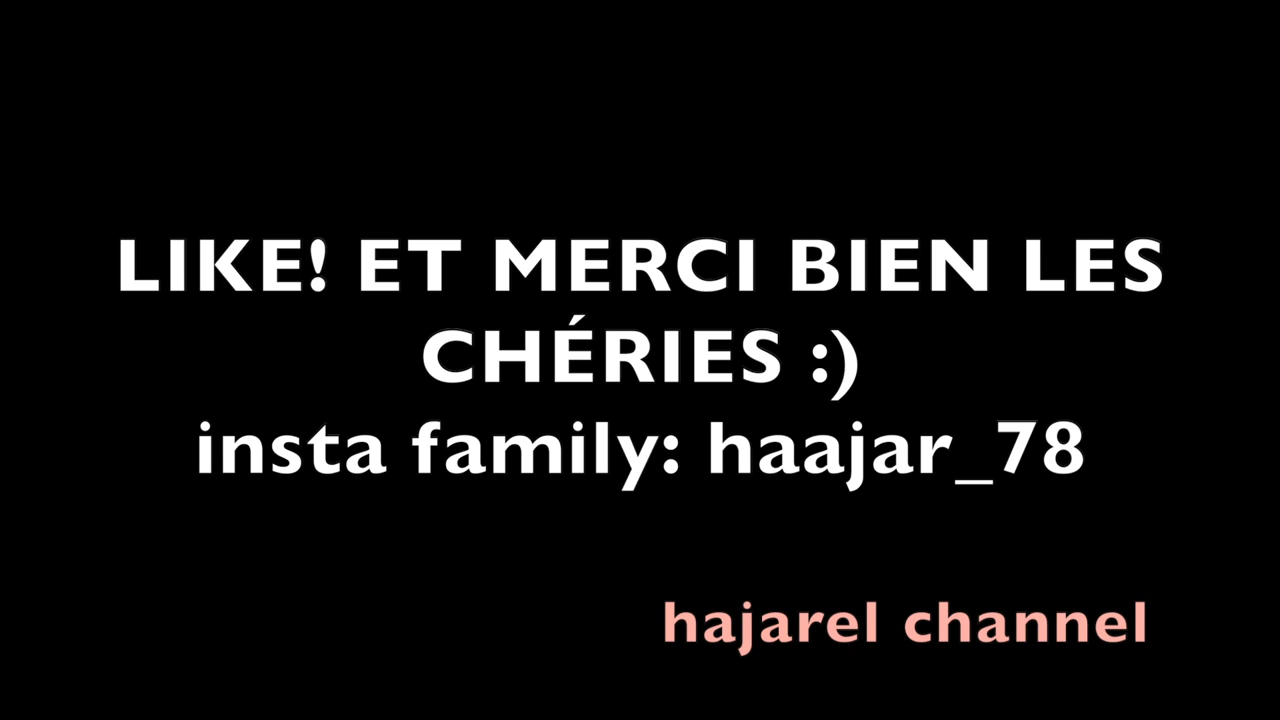 LIKE! ET MERCI BIEN LES
CHÉRIES :)
insta family: haajar_78
hajarel channel